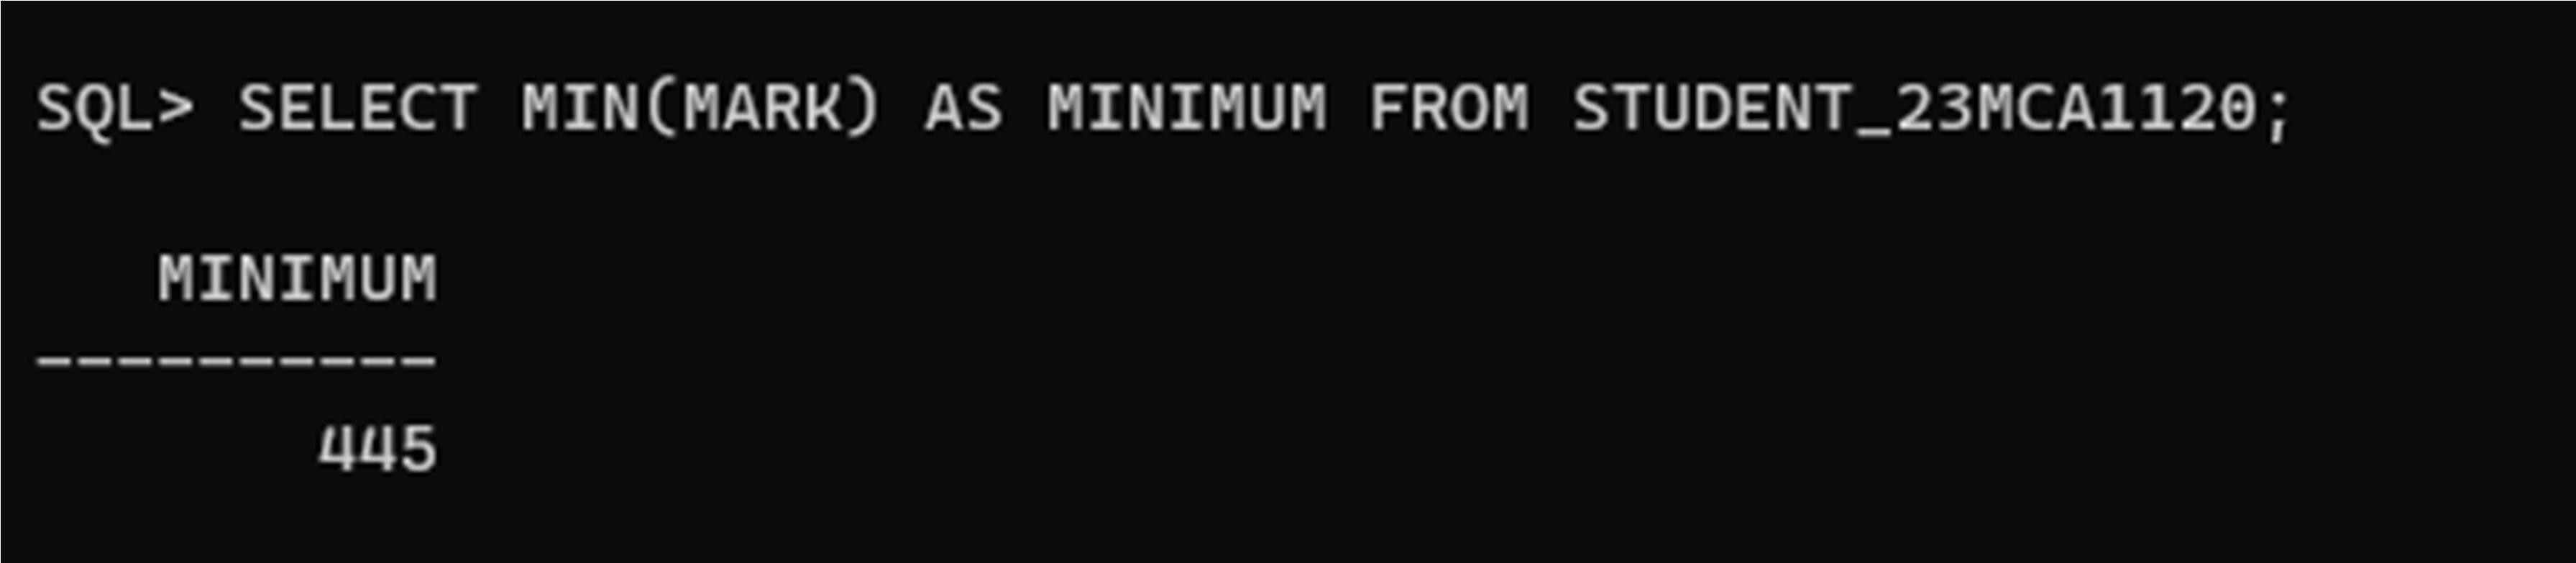 SQL> SELECT MIN(MARK) AS MINIMUM FROM STUDENT_23MCA1120;
MINIMUM
----------
445